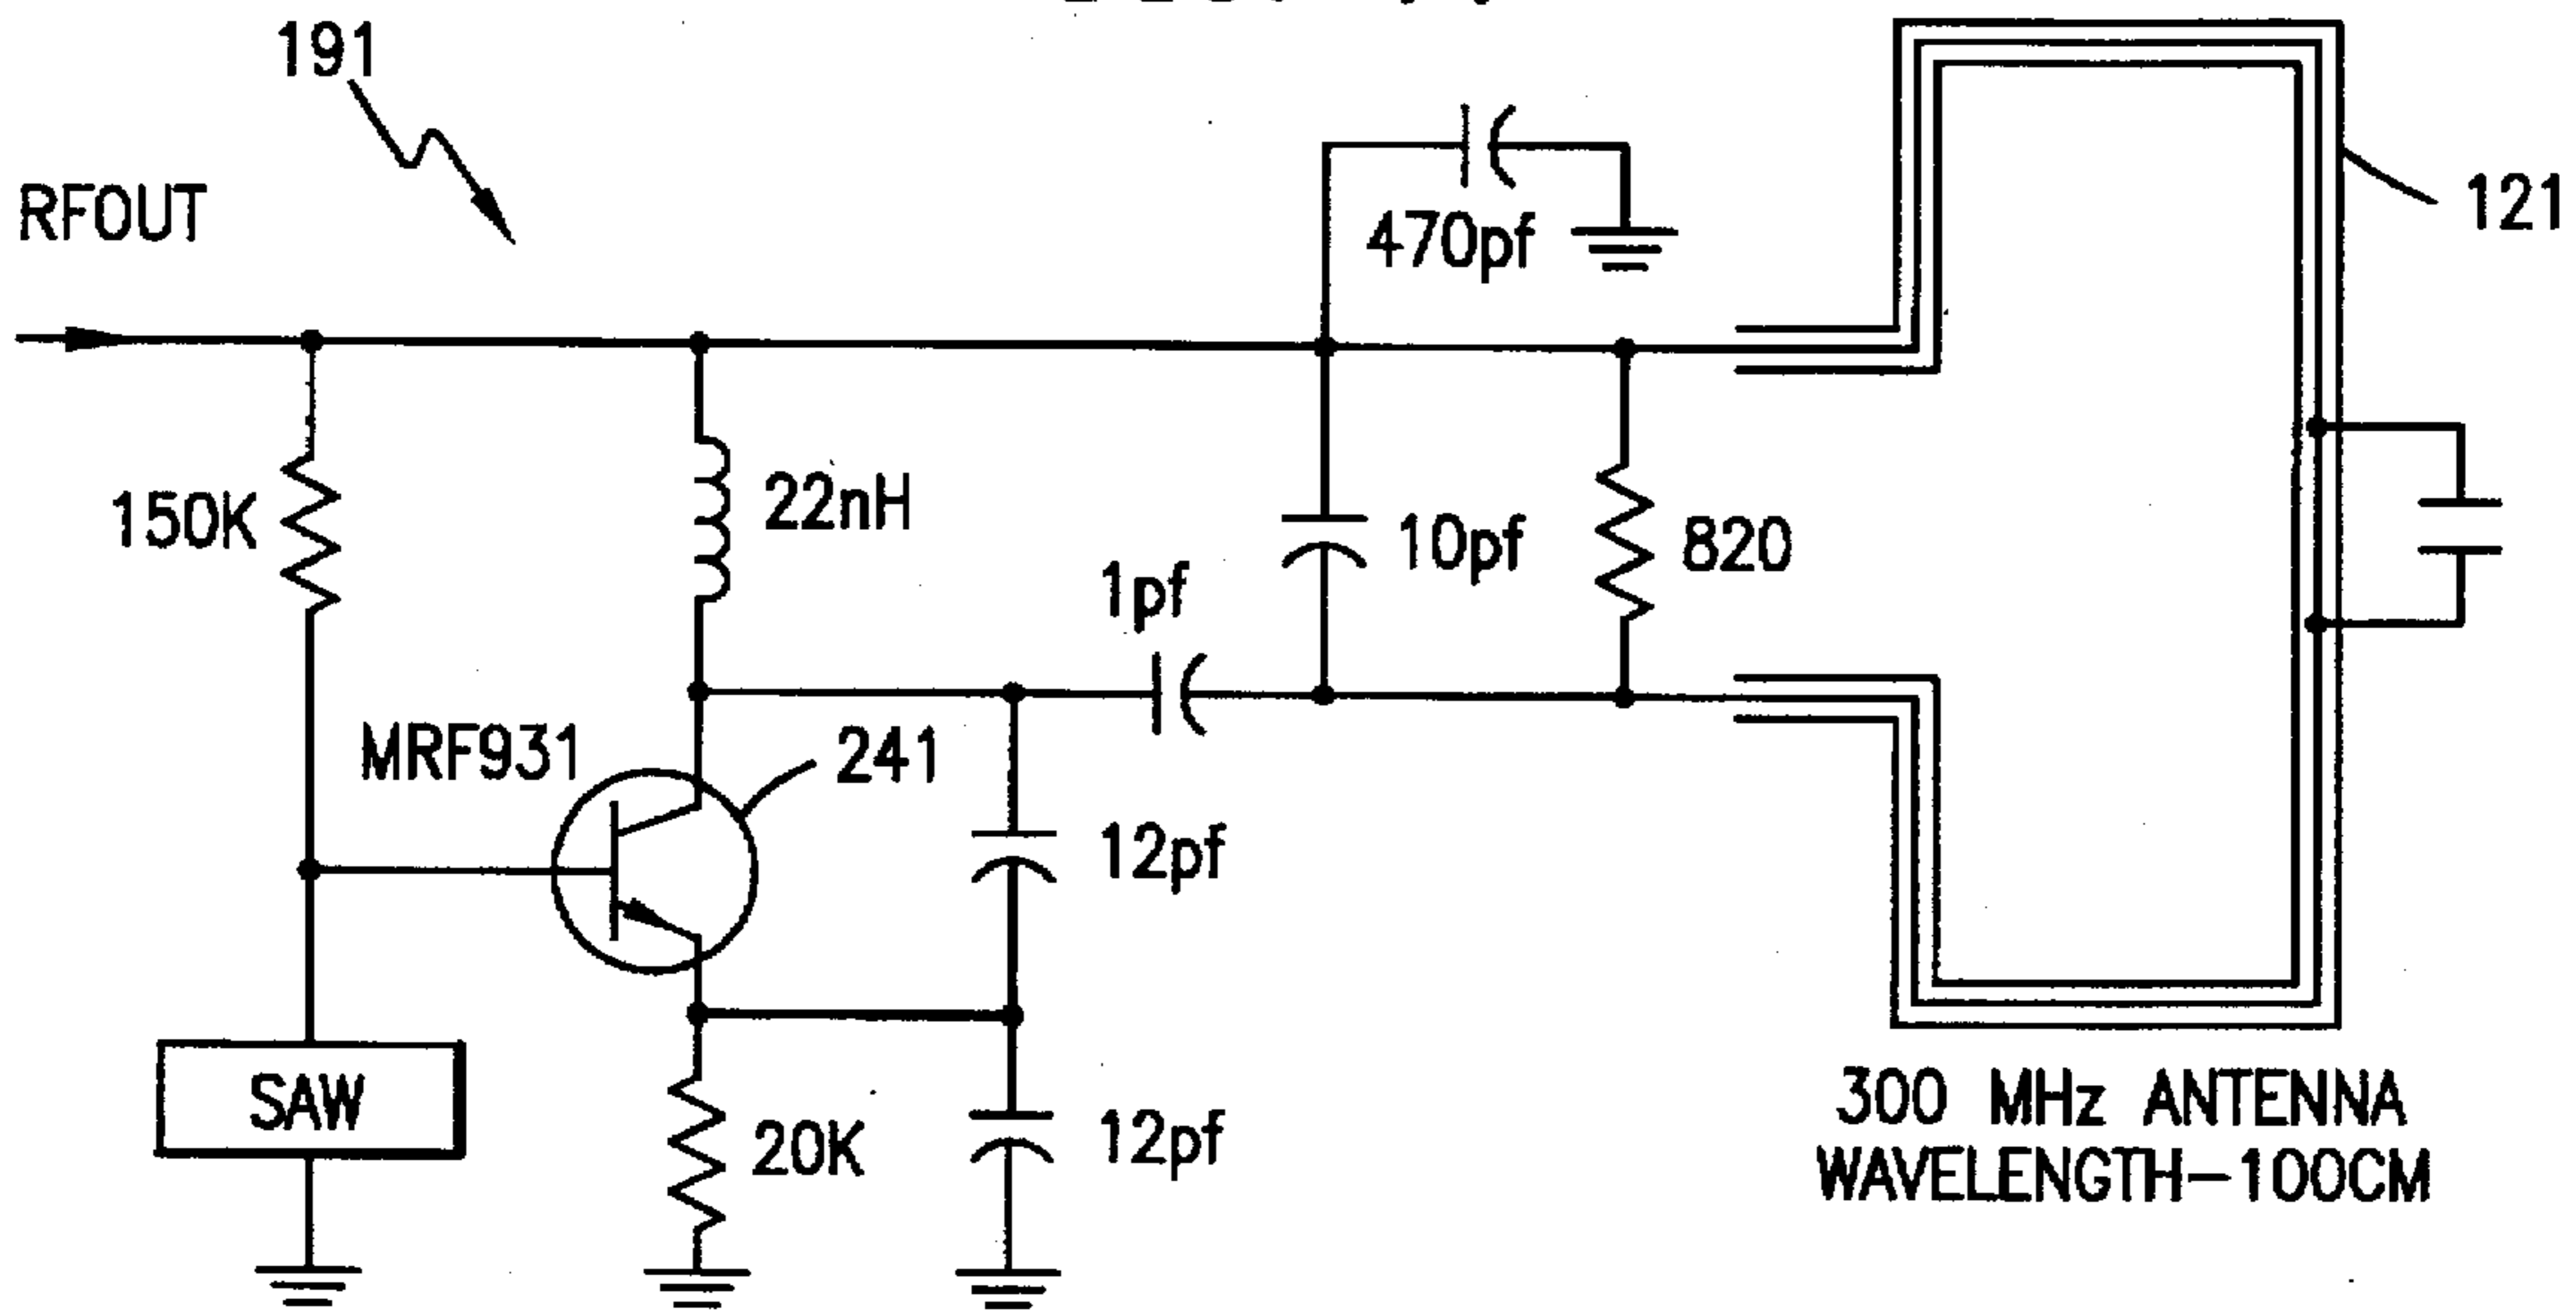 191
RFOUT
470pf
121
150K
22nH
1pf
10pf
820
MRF931
241
12pf
SAW
20K
12pf
300 MHz ANTENNA
WAVELENGTH-100CM